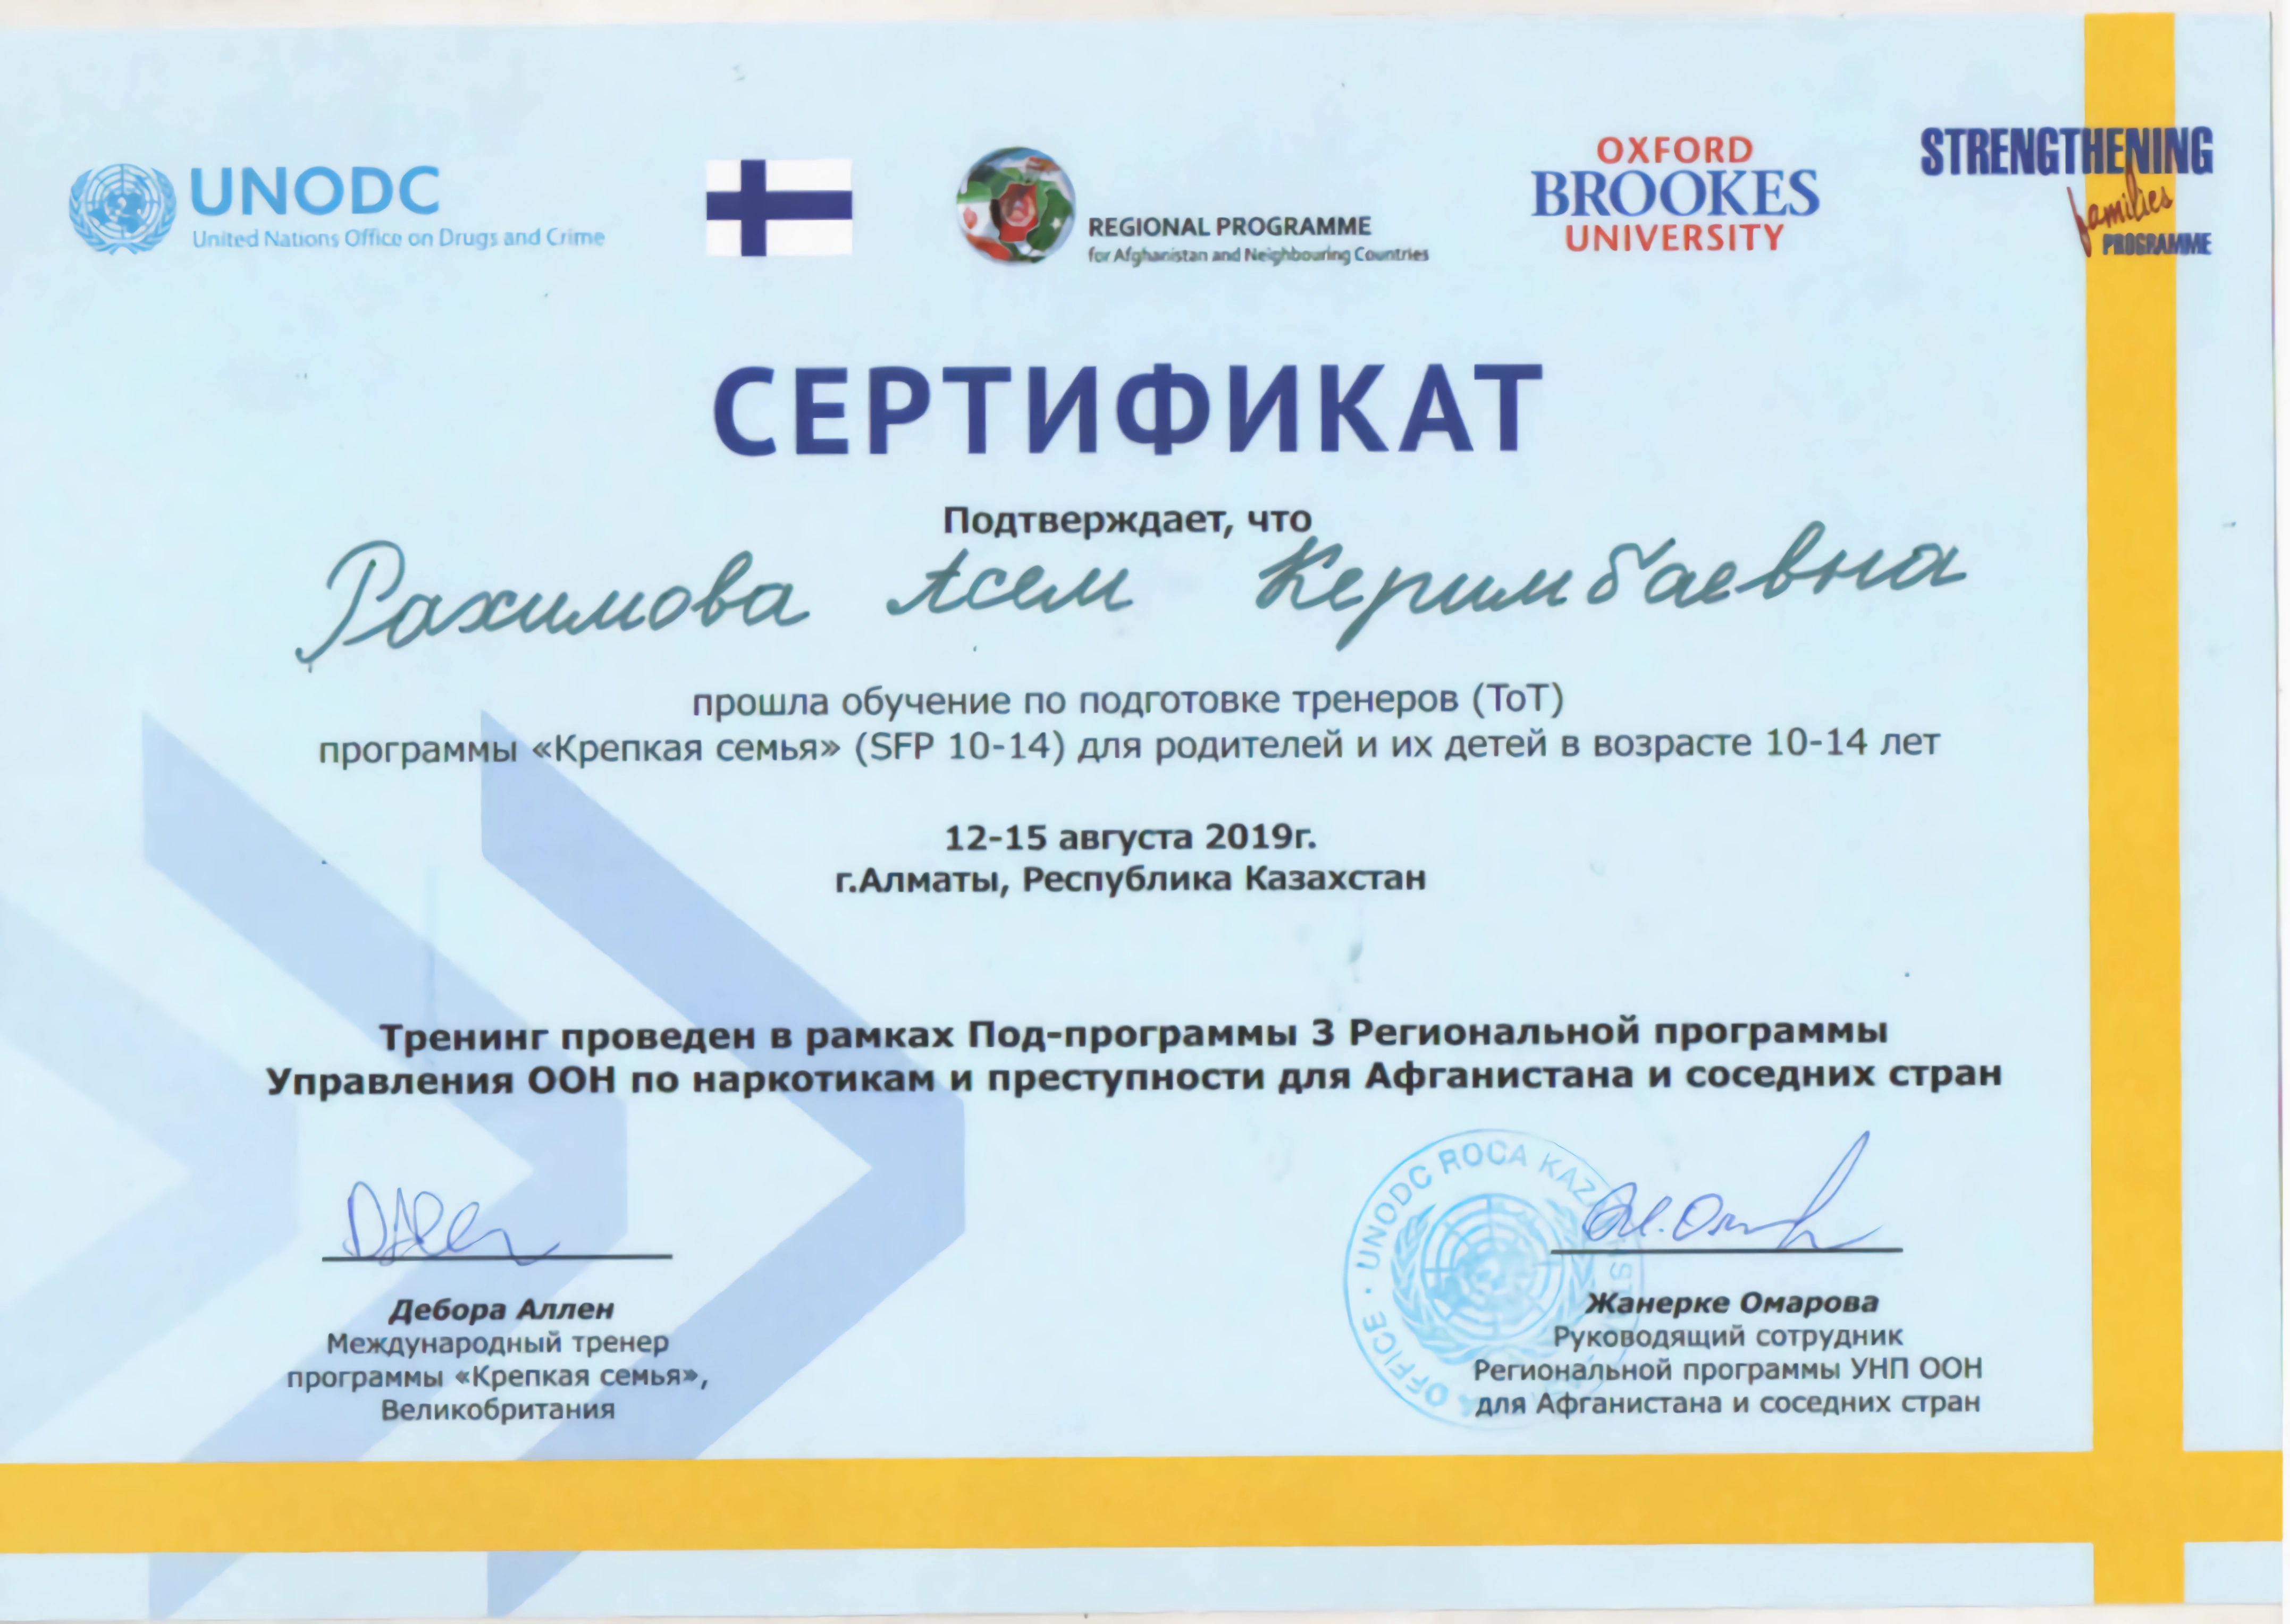 UNODC
United Nations Office on Drugs and Crime
REGIONAL PROGRAMME
for Afghanistan and Neighbouring Countries
OXFORD
BROOKES
UNIVERSITY
STRENGTHENING
families
PROGRAMME
СЕРТИФИКАТ
Подтверждает, что
Рахимова Асем Керимбаевна
прошла обучение по подготовке тренеров (ТоТ)
программы «Крепкая семья» (SFP 10-14) для родителей и их детей в возрасте 10-14 лет
12-15 августа 2019г.
г.Алматы, Республика Казахстан
Тренинг проведен в рамках Под-программы 3 Региональной программы
Управления ООН по наркотикам и преступности для Афганистана и соседних стран
UNODC ROCA KAZ STAN OFFICE
Дебора Аллен
Международный тренер
программы «Крепкая семья»,
Великобритания
Жанерке Омарова
Руководящий сотрудник
Региональной программы УНП ООН
для Афганистана и соседних стран